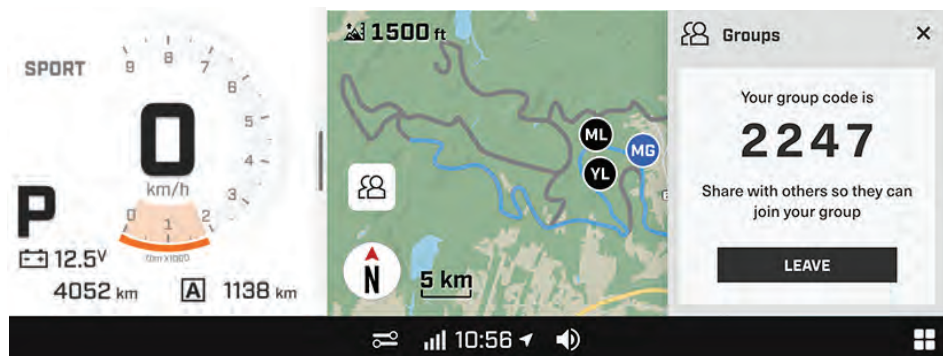 SPORT
9 8 7 6 5 4 3 2 1 0
0
km/h
P
12.5V
4052 km
A 1138 km
1500 ft
ML
MG
YL
N
5 km
Groups
Your group code is
2247
Share with others so they can
join your group
LEAVE
10:56